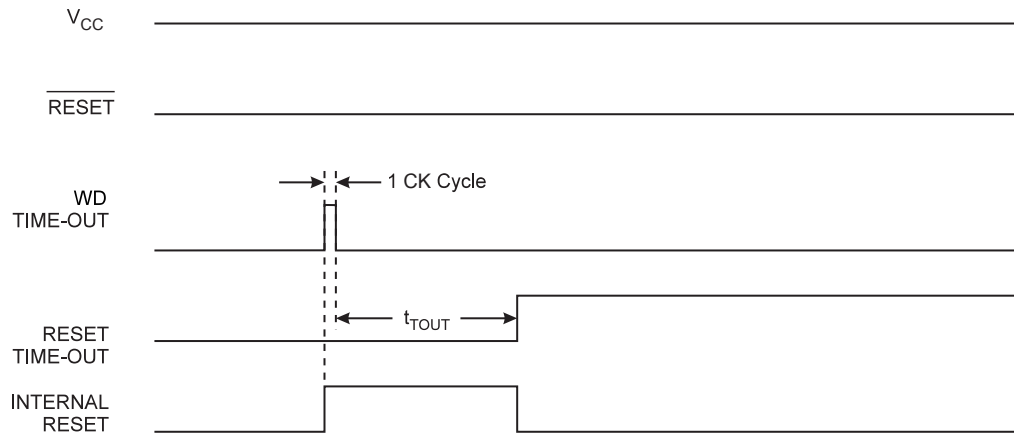 VCC
RESET
1 CK Cycle
WD
TIME-OUT
tTOUT
RESET
TIME-OUT
INTERNAL
RESET